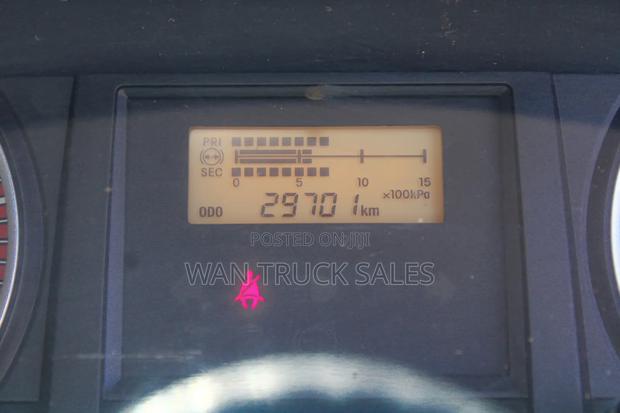 PRI
SEC
0 5 10 15
×100kPa
ODO 29701km
POSTED ON JIJI
WAN TRUCK SALES